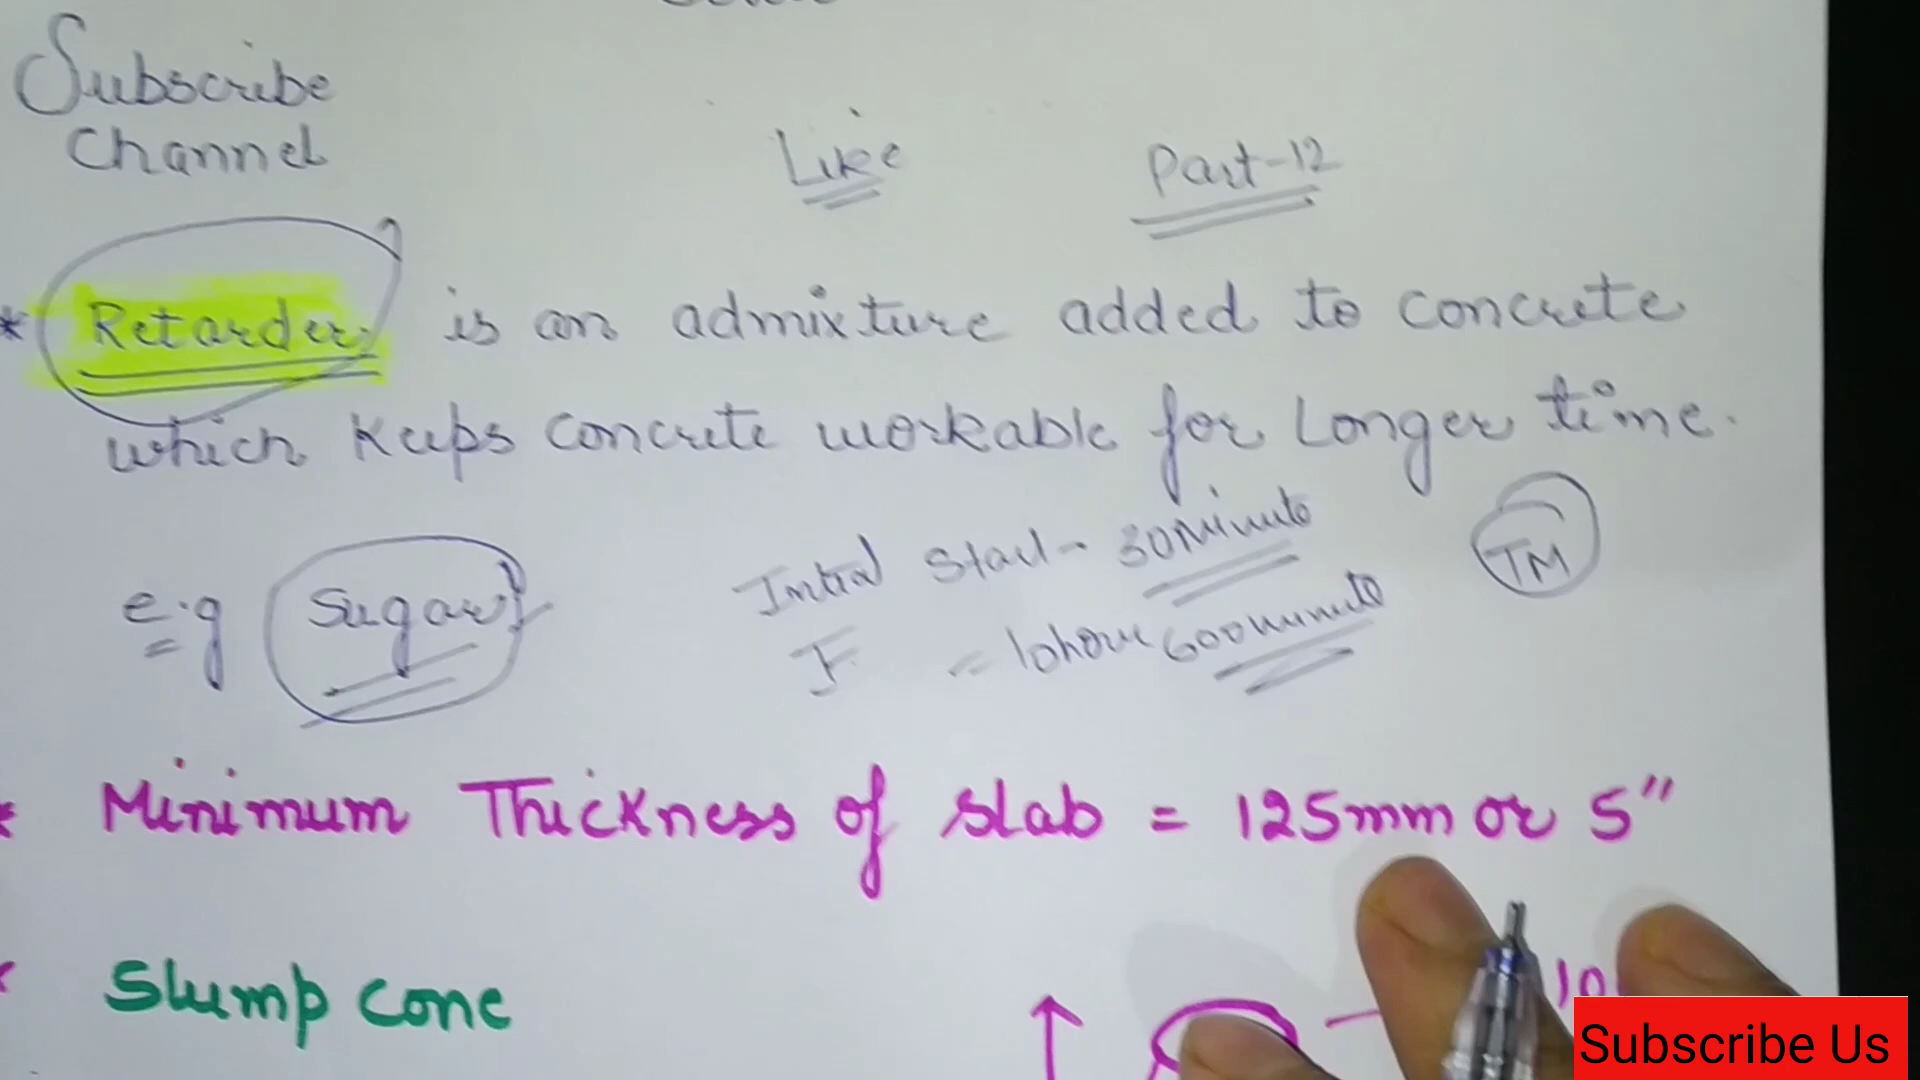 Subscribe
Channel
Like
Part-12
* Retarder is an admixture added to concrete
which keeps concrete workable for Longer time.
e.g Sugar
Intial - 30 Minute
TM
F = 10 hour 600 minute
* Minimum Thickness of slab = 125mm or 5"
* Slump cone
10
Subscribe Us